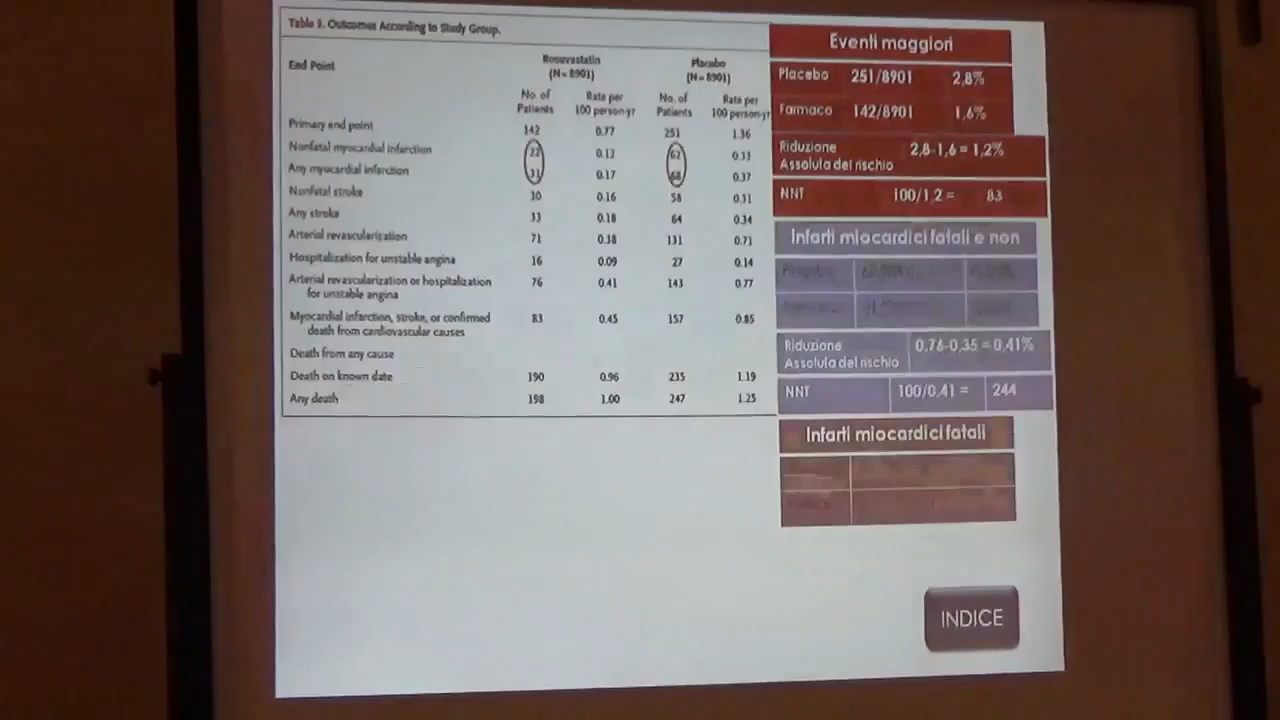 Table 3. Outcomes According to Study Group.
End Point
Rosuvastatin
(N=8901)
Placebo
(N=8901)
No. of
Patients
Rate per
100 person-yr
No. of
Patients
Rate per
100 person-yr
Primary end point 142 0.77 251 1.36
Nonfatal myocardial infarction 22 0.12 62 0.33
Any myocardial infarction 31 0.17 68 0.37
Nonfatal stroke 30 0.16 58 0.31
Any stroke 33 0.18 64 0.34
Arterial revascularization 71 0.38 131 0.71
Hospitalization for unstable angina 16 0.09 27 0.14
Arterial revascularization or hospitalization 76 0.41 143 0.77
for unstable angina
Myocardial infarction, stroke, or confirmed 83 0.45 157 0.85
death from cardiovascular causes
Death from any cause
Death on known date 190 0.96 235 1.19
Any death 198 1.00 247 1.25
Eventi maggiori
Placebo 251/8901 2,8%
Farmaco 142/8901 1,6%
Riduzione 2,8-1,6 = 1,2%
Assoluta del rischio
NNT 100/1,2 = 83
Infarti miocardici fatali e non
Riduzione 0,76-0,35 = 0,41%
Assoluta del rischio
NNT 100/0,41 = 244
Infarti miocardici fatali
INDICE